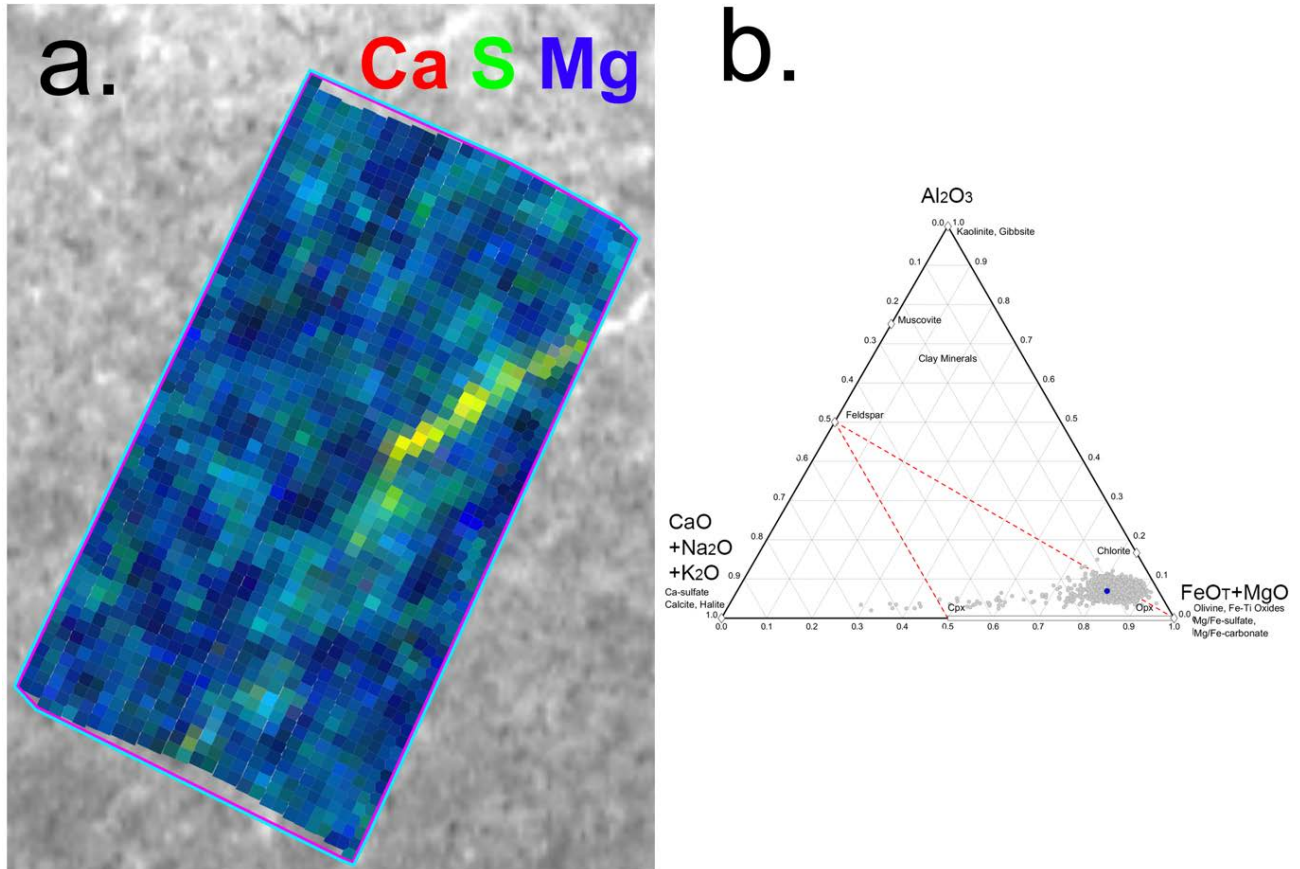 a.
Ca S Mg
b.
Al2O3
0.0 1.0
Kaolinite, Gibbsite
0.1 0.9
0.2 0.8
Muscovite
0.3 0.7
Clay Minerals
0.4 0.6
Feldspar
0.5 0.5
0.6 0.4
0.7 0.3
CaO
+Na2O
+K2O
0.8 0.2
Chlorite
0.9 0.1
Ca-sulfate
Calcite, Halite
1.0
Cpx
Opx
FeOT+MgO
0.0
Olivine, Fe-Ti Oxides
Mg/Fe-sulfate,
Mg/Fe-carbonate
0.0 0.1 0.2 0.3 0.4 0.5 0.6 0.7 0.8 0.9 1.0